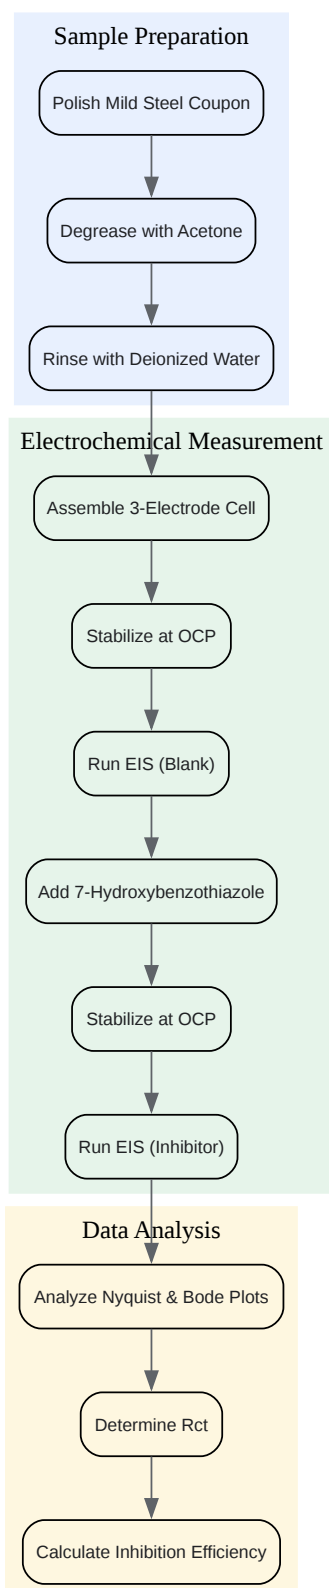 Sample Preparation
Polish Mild Steel Coupon
Degrease with Acetone
Rinse with Deionized Water
Electrochemical Measurement
Assemble 3-Electrode Cell
Stabilize at OCP
Run EIS (Blank)
Add 7-Hydroxybenzothiazole
Stabilize at OCP
Run EIS (Inhibitor)
Data Analysis
Analyze Nyquist & Bode Plots
Determine Rct
Calculate Inhibition Efficiency